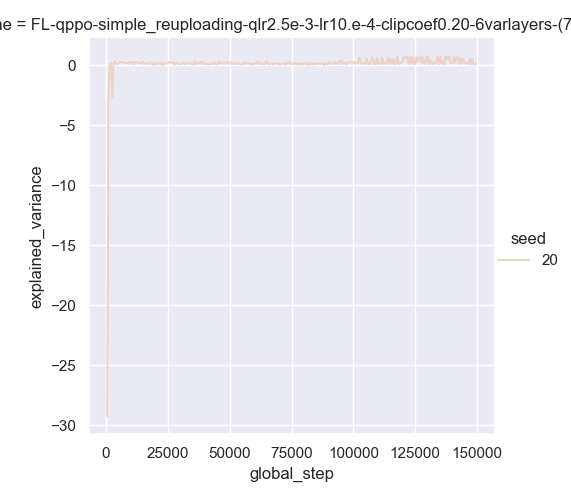 ne = FL-qppo-simple_reuploading-qlr2.5e-3-lr10.e-4-clipcoef0.20-6varlayers-(7
0
−5
−10
−15
−20
−25
−30
explained_variance
0 25000 50000 75000 100000 125000 150000
global_step
seed
20